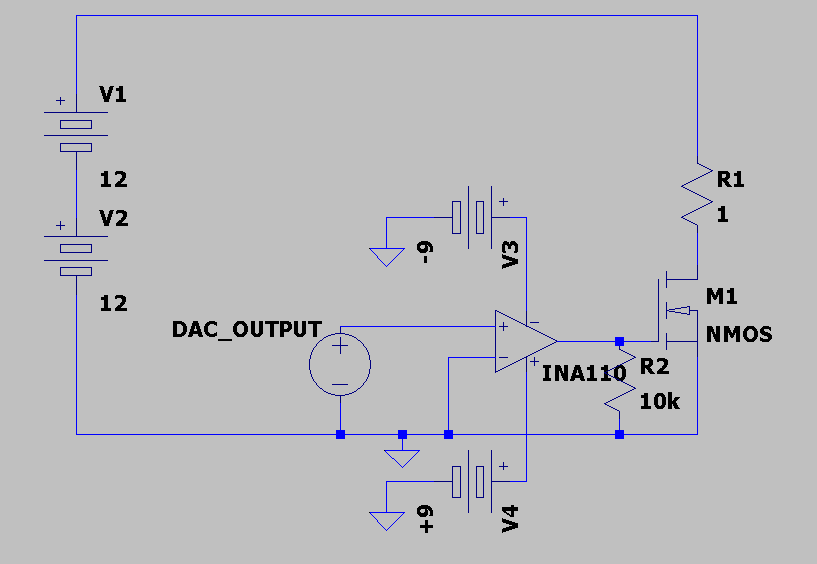 +
V1
12
+
V2
12
-9
+
V3
DAC_OUTPUT
+
−
+
−
−
+
INA110
R1
1
M1
NMOS
R2
10k
+9
+
V4